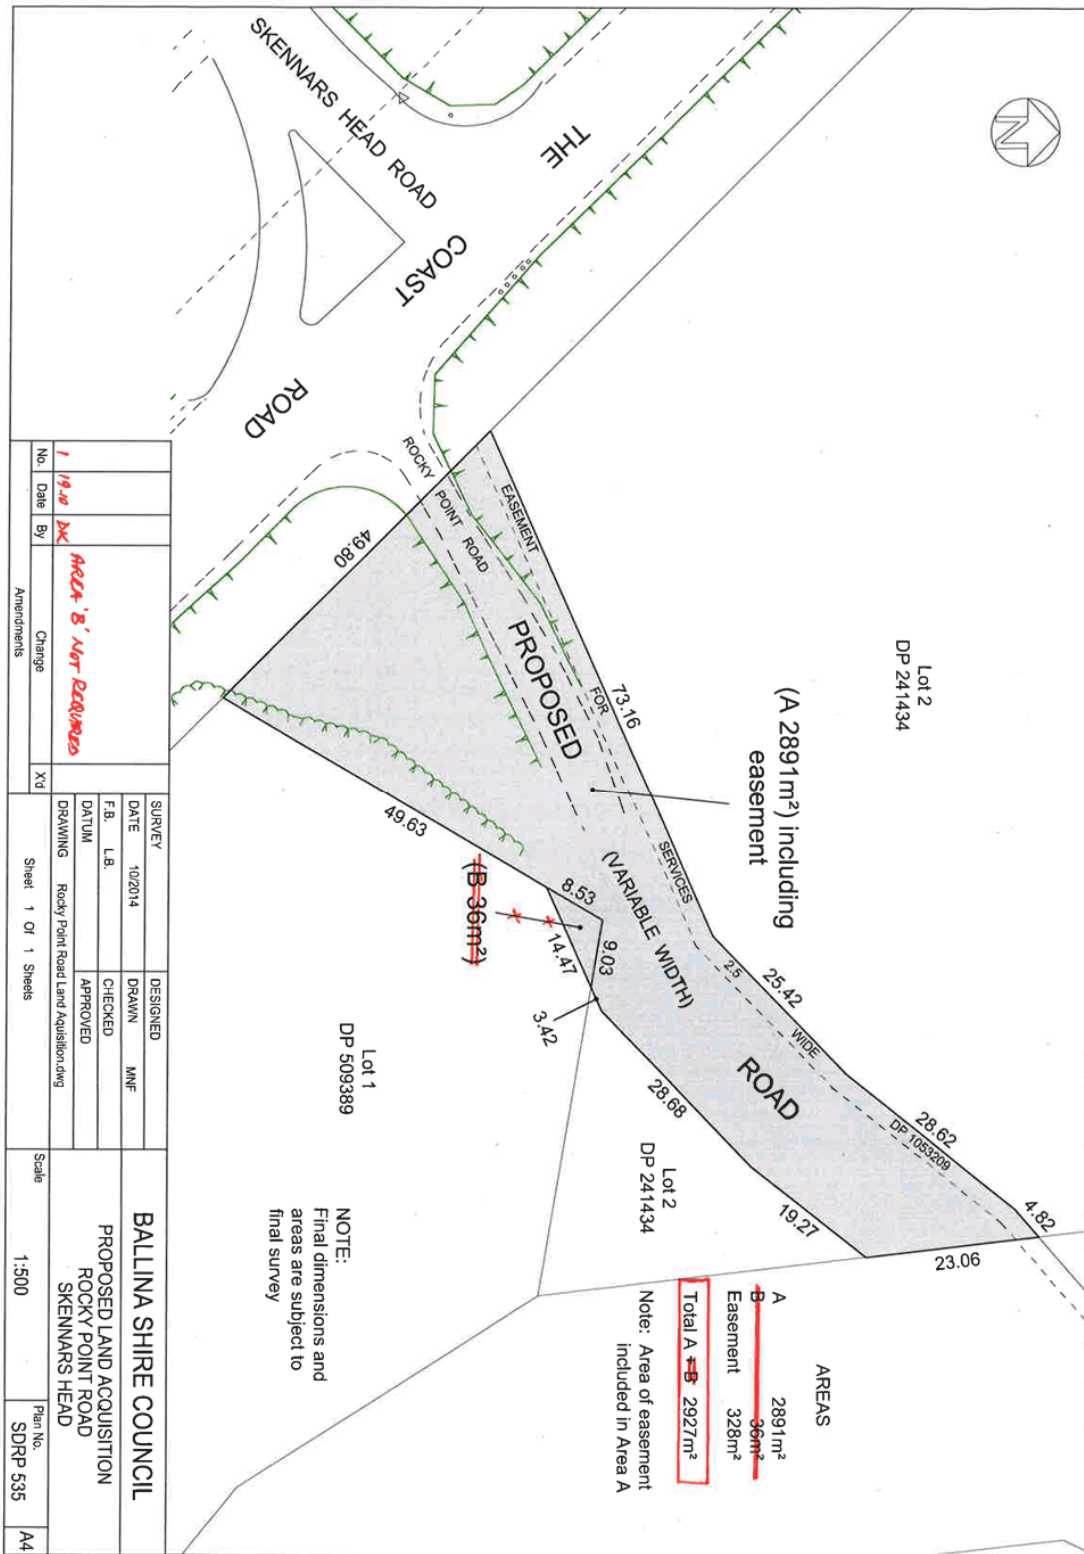 N
SKENNARS HEAD ROAD
THE
COAST
ROAD
ROCKY POINT ROAD
EASEMENT FOR SERVICES 2.5 WIDE DP 1053209
PROPOSED
(VARIABLE WIDTH)
ROAD
49.80
73.16
25.42
28.62
4.82
23.06
19.27
28.68
3.42
14.47
9.03
8.53
49.63
Lot 2
DP 241434
(A 2891m²) including
easement
(B 36m²)
Lot 1
DP 509389
Lot 2
DP 241434
AREAS
A 2891m²
B 36m²
Easement 328m²
Total A + B 2927m²
Note: Area of easement
included in Area A
NOTE:
Final dimensions and
areas are subject to
final survey
1 19.10 DK AREA 'B' NOT REQUIRED
No. Date By Change X'd
Amendments
SURVEY DESIGNED
DATE 10/2014 DRAWN MNF
F.B. L.B. CHECKED
DATUM APPROVED
DRAWING Rocky Point Road Land Aquisition.dwg
Sheet 1 Of 1 Sheets
BALLINA SHIRE COUNCIL
PROPOSED LAND ACQUISITION
ROCKY POINT ROAD
SKENNARS HEAD
Scale
1:500
Plan No.
SDRP 535
A4